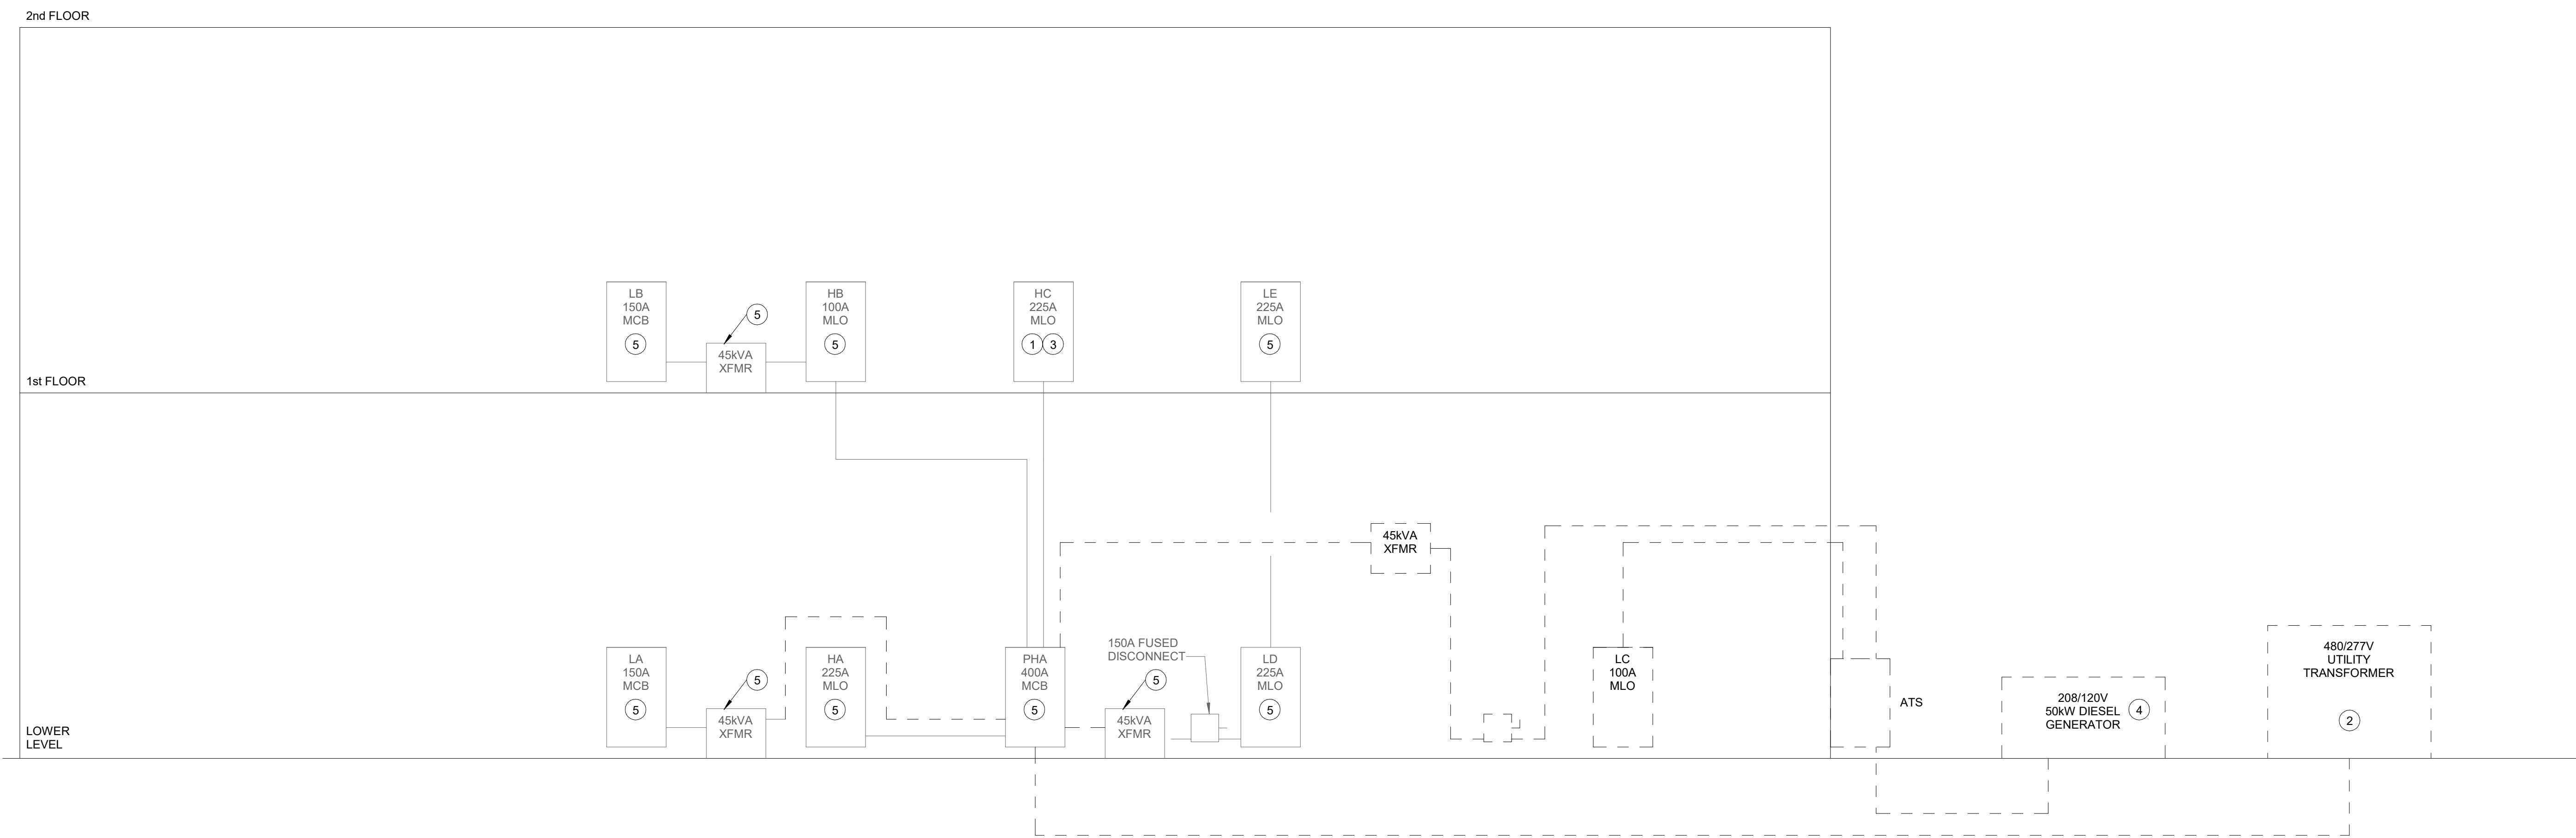 2nd FLOOR
LB
150A
MCB
5
45kVA
XFMR
5
HB
100A
MLO
5
HC
225A
MLO
1 3
LE
225A
MLO
5
1st FLOOR
45kVA
XFMR
LA
150A
MCB
5
45kVA
XFMR
5
HA
225A
MLO
5
PHA
400A
MCB
5
150A FUSED
DISCONNECT
5
45kVA
XFMR
LD
225A
MLO
5
LC
100A
MLO
ATS
208/120V
50kW DIESEL
GENERATOR
4
480/277V
UTILITY
TRANSFORMER
2
LOWER
LEVEL